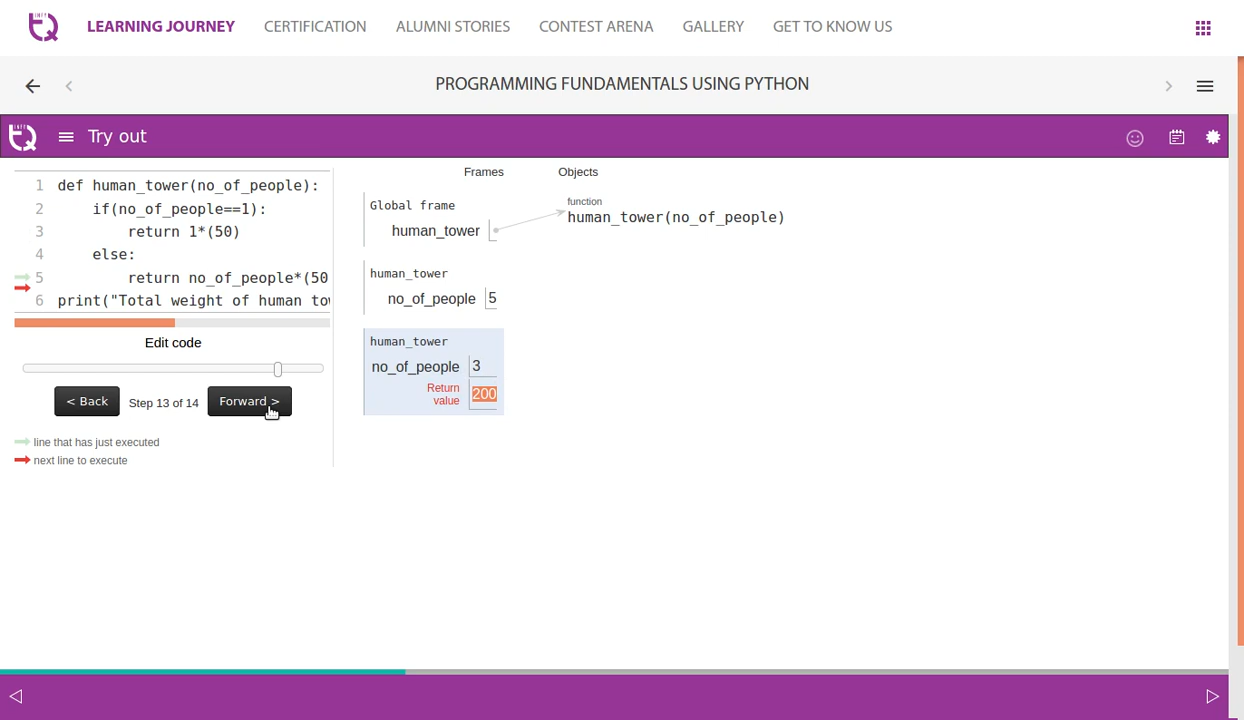 LEARNING JOURNEY CERTIFICATION ALUMNI STORIES CONTEST ARENA GALLERY GET TO KNOW US
PROGRAMMING FUNDAMENTALS USING PYTHON
Try out
1 def human_tower(no_of_people):
2 if(no_of_people==1):
3 return 1*(50)
4 else:
5 return no_of_people*(50
6 print("Total weight of human to
Edit code
< Back Step 13 of 14 Forward >
line that has just executed
next line to execute
Frames Objects
Global frame
human_tower
function
human_tower(no_of_people)
human_tower
no_of_people 5
human_tower
no_of_people 3
Return
value 200